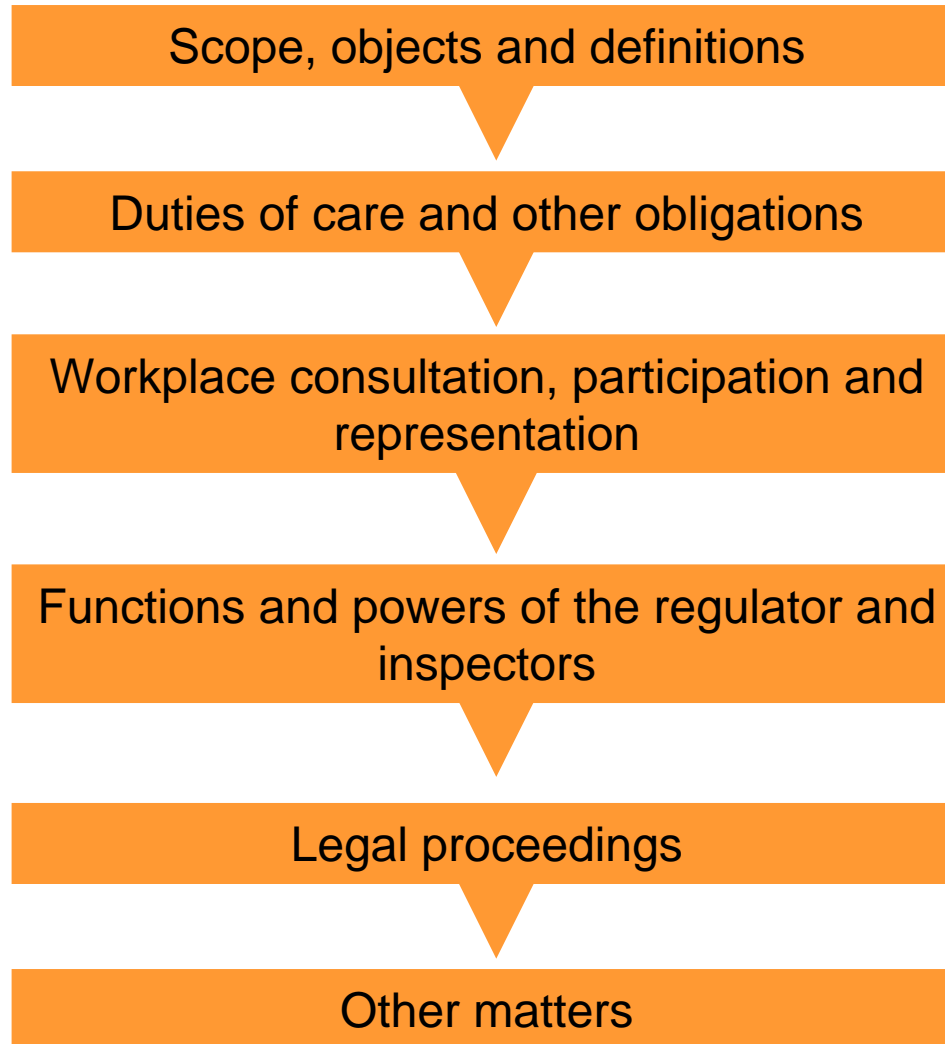 Scope, objects and definitions
Duties of care and other obligations
Workplace consultation, participation and
representation
Functions and powers of the regulator and
inspectors
Legal proceedings
Other matters